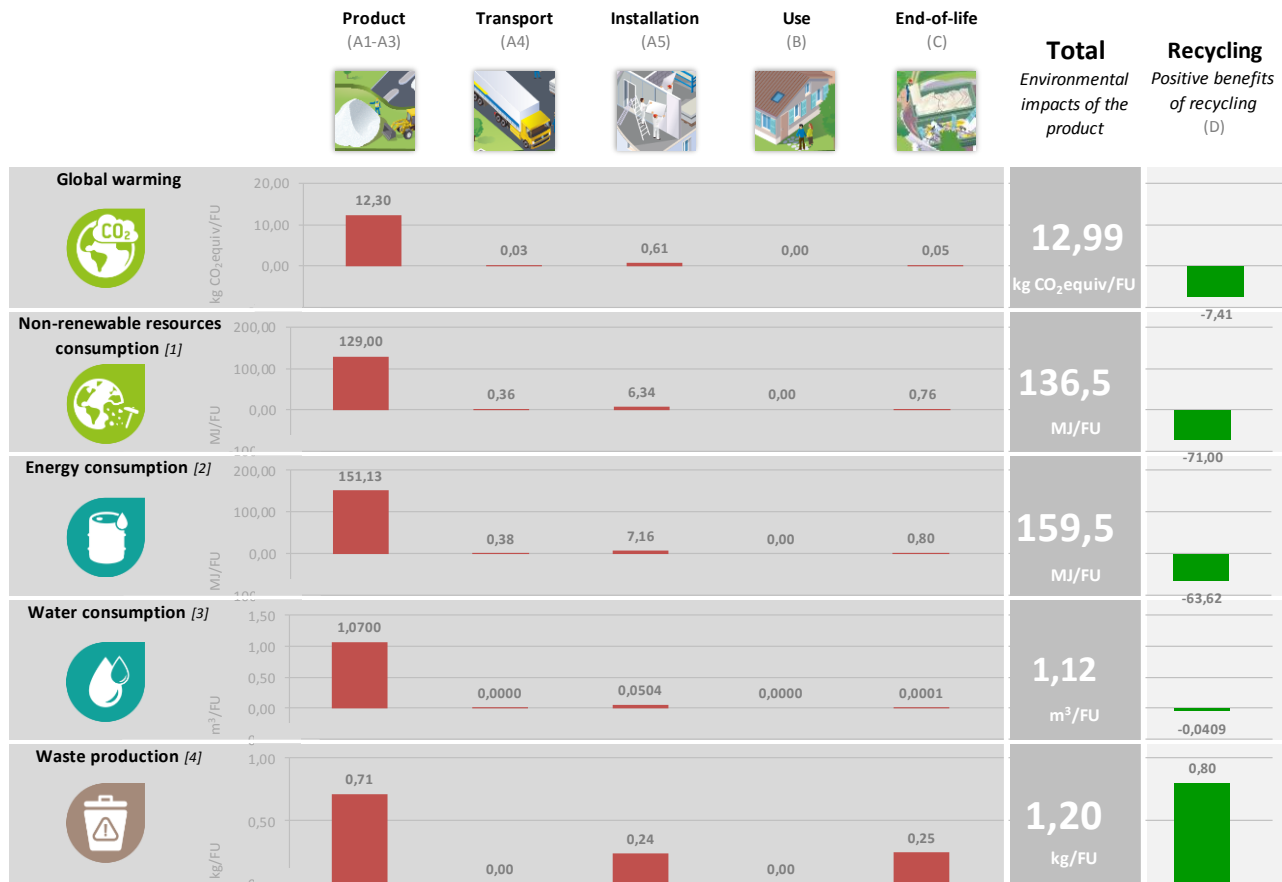 Product
(A1-A3)
Transport
(A4)
Installation
(A5)
Use
(B)
End-of-life
(C)
Total
Environmental
impacts of the
product
Recycling
Positive benefits
of recycling
(D)
Global warming
CO2
kg CO2equiv/FU
20,00
10,00
0,00
12,30
0,03
0,61
0,00
0,05
12,99
kg CO2equiv/FU
-7,41
Non-renewable resources
consumption [1]
MJ/FU
200,00
100,00
0,00
129,00
0,36
6,34
0,00
0,76
136,5
MJ/FU
-71,00
Energy consumption [2]
MJ/FU
200,00
100,00
0,00
151,13
0,38
7,16
0,00
0,80
159,5
MJ/FU
-63,62
Water consumption [3]
m3/FU
1,50
1,00
0,50
0,00
1,0700
0,0000
0,0504
0,0000
0,0001
1,12
m3/FU
-0,0409
Waste production [4]
kg/FU
1,00
0,50
0,71
0,00
0,24
0,00
0,25
1,20
kg/FU
0,80